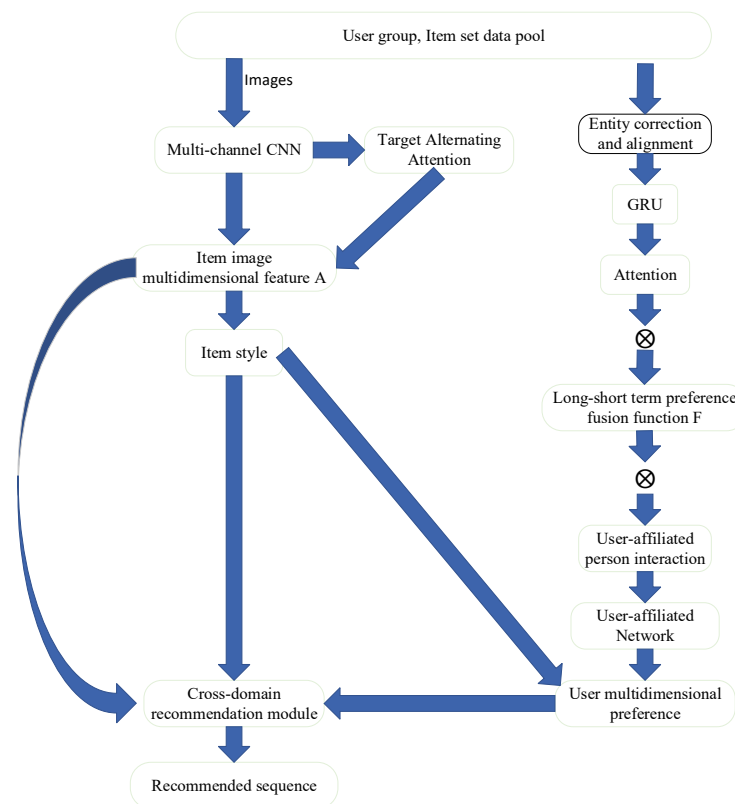 User group, Item set data pool
Images
Multi-channel CNN
Target Alternating
Attention
Entity correction
and alignment
GRU
Item image
multidimensional feature A
Attention
Item style
Long-short term preference
fusion function F
User-affiliated
person interaction
User-affiliated
Network
Cross-domain
recommendation module
User multidimensional
preference
Recommended sequence